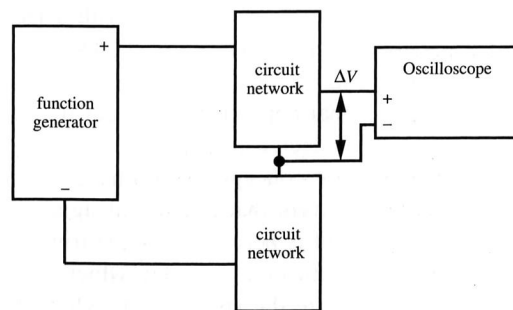 +
function
generator
−
circuit
network
ΔV
Oscilloscope
+
−
circuit
network